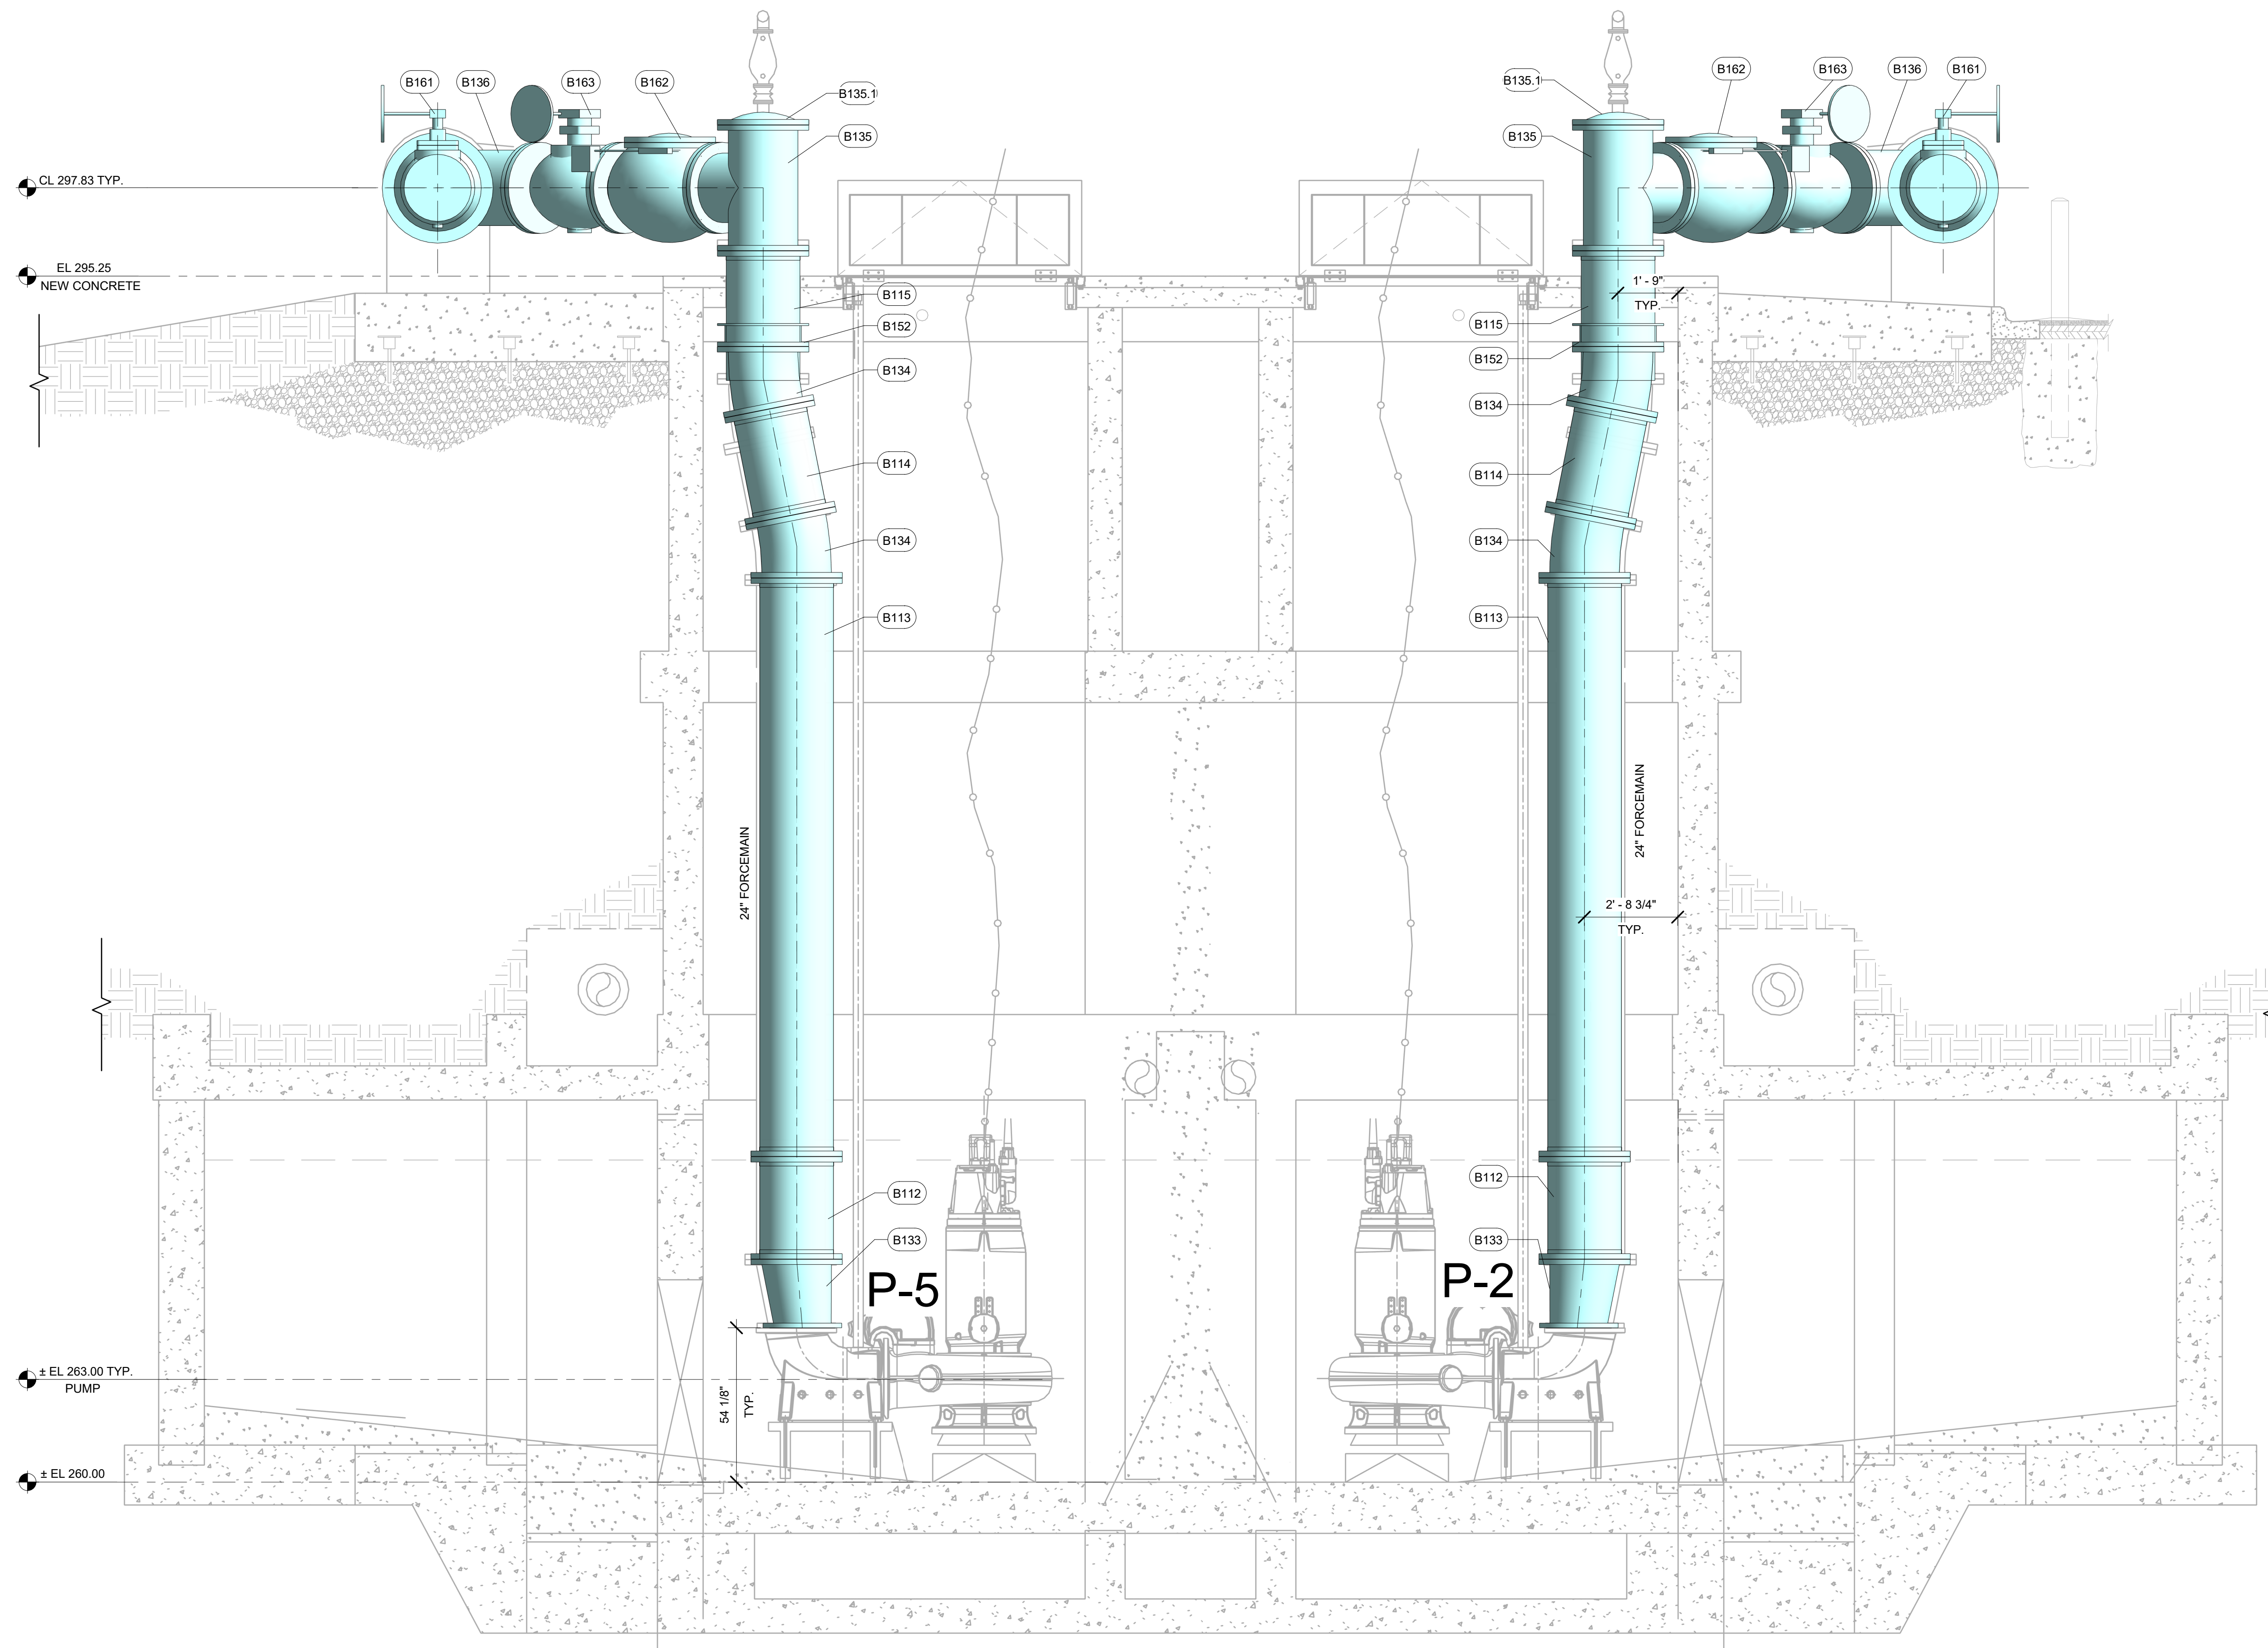 B161
B136
B163
B162
B135.1
B135.1
B162
B163
B136
B161
B135
B135
CL 297.83 TYP.
EL 295.25
NEW CONCRETE
1' - 9"
TYP.
B115
B115
B152
B152
B134
B134
B114
B114
B134
B134
B113
B113
24" FORCEMAIN
24" FORCEMAIN
2' - 8 3/4"
TYP.
B112
B112
B133
B133
P-5
P-2
± EL 263.00 TYP.
PUMP
54 1/8"
TYP.
± EL 260.00